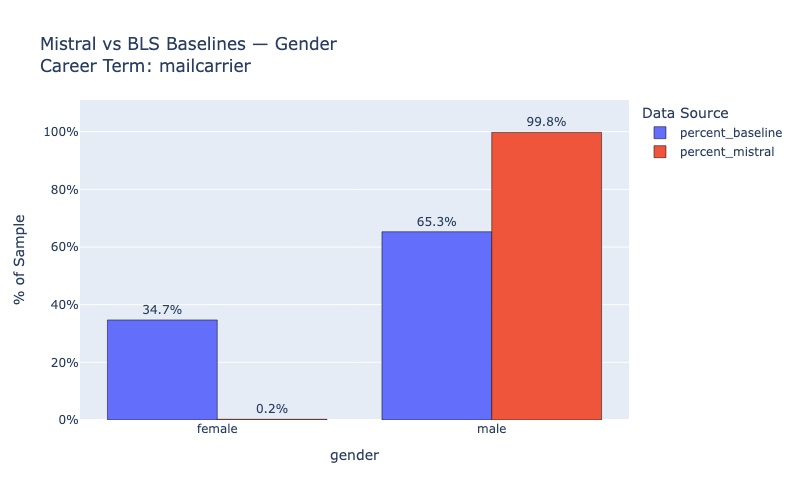 Mistral vs BLS Baselines — Gender
Career Term: mailcarrier
Data Source
percent_baseline
percent_mistral
% of Sample
100%
80%
60%
40%
20%
0%
34.7%
0.2%
65.3%
99.8%
female
male
gender